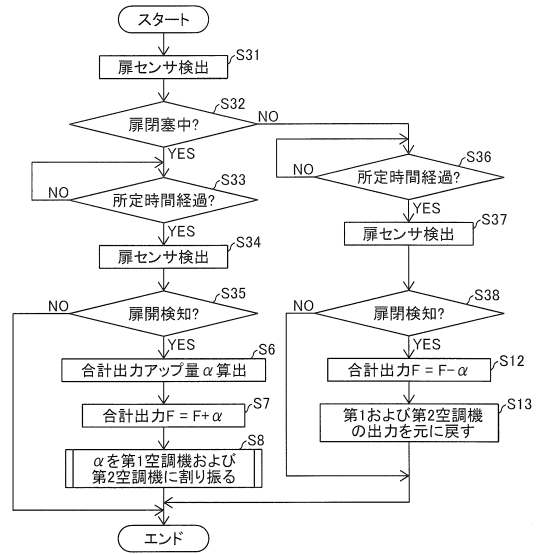 スタート
S31
扉センサ検出
S32
扉閉塞中?
NO
YES
S33
所定時間経過?
NO
YES
S34
扉センサ検出
S35
扉開検知?
NO
YES
S6
合計出力アップ量α算出
S7
合計出力F=F+α
S8
αを第1空調機および
第2空調機に割り振る
S36
所定時間経過?
NO
YES
S37
扉センサ検出
S38
扉閉検知?
NO
YES
S12
合計出力F=F-α
S13
第1および第2空調機
の出力を元に戻す
エンド